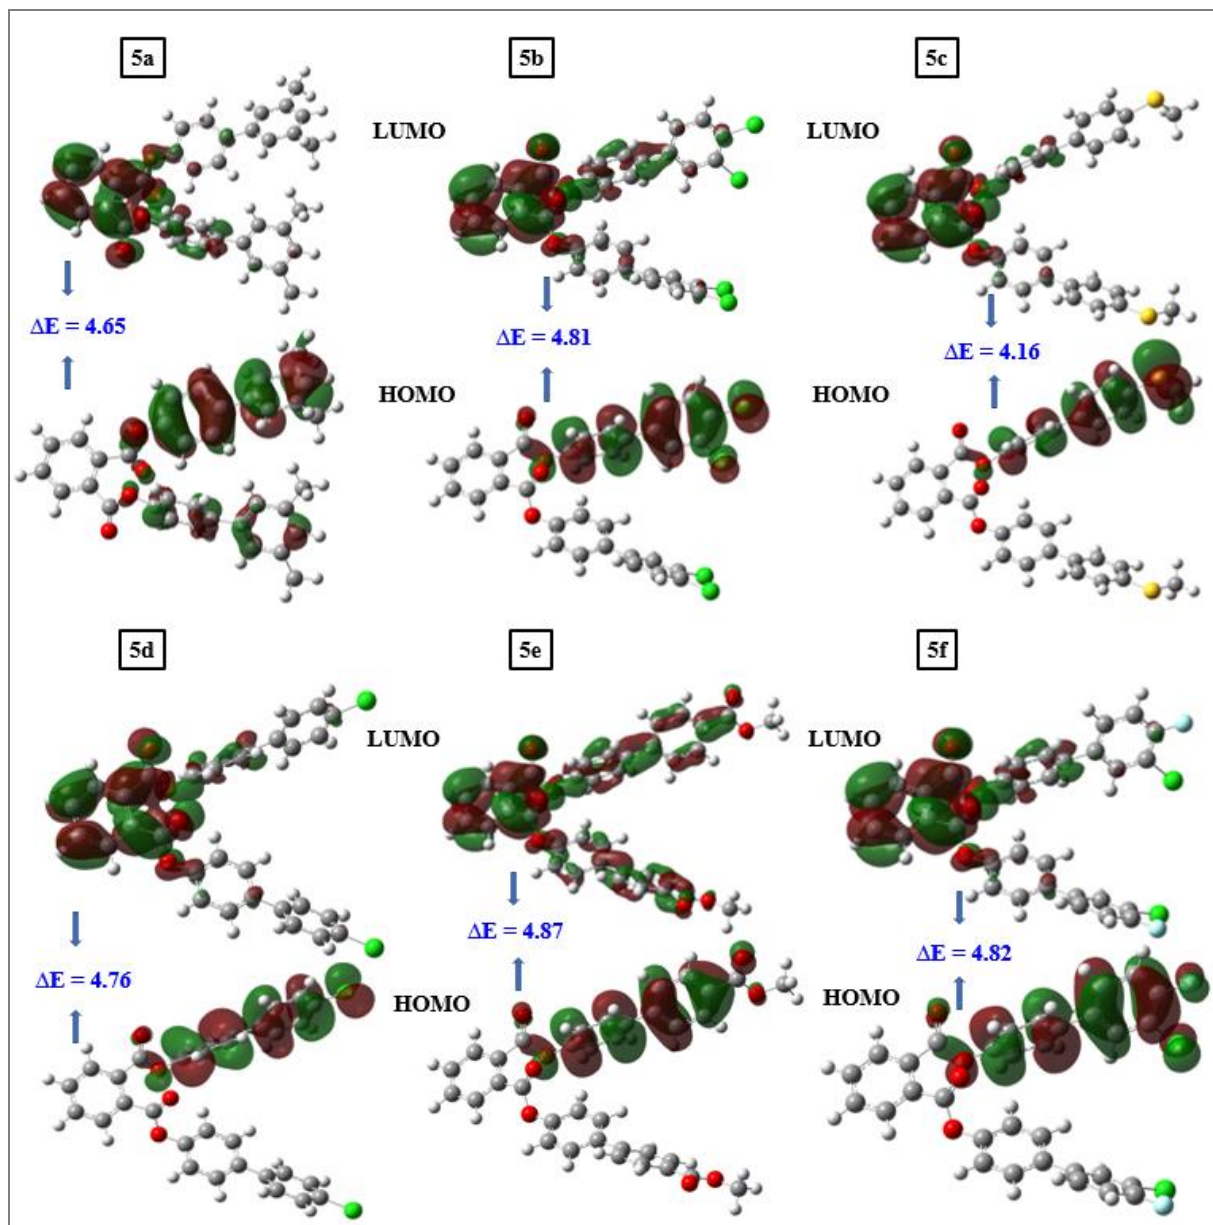 5a
5b
5c
LUMO
LUMO
ΔE = 4.65
ΔE = 4.81
ΔE = 4.16
HOMO
HOMO
5d
5e
5f
LUMO
LUMO
ΔE = 4.76
ΔE = 4.87
ΔE = 4.82
HOMO
HOMO